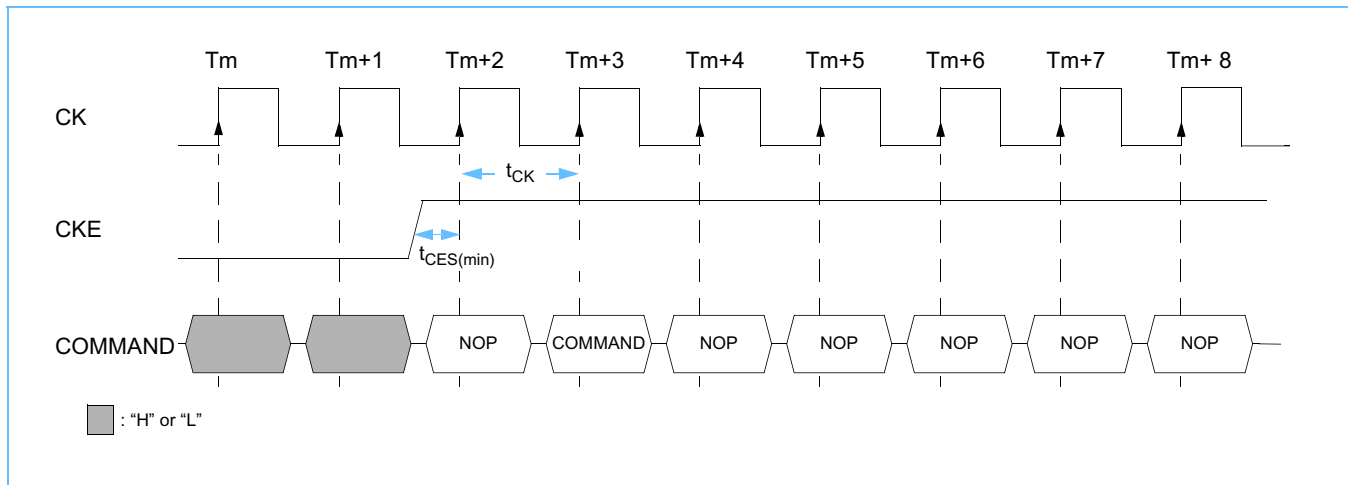 Tm Tm+1 Tm+2 Tm+3 Tm+4 Tm+5 Tm+6 Tm+7 Tm+ 8
CK
tCK
CKE
tCES(min)
COMMAND NOP COMMAND NOP NOP NOP NOP NOP
: “H” or “L”